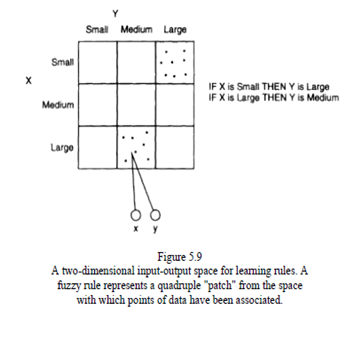 Y
Small Medium Large
Small
X
Medium
Large
IF X is Small THEN Y is Large
IF X is Large THEN Y is Medium
x y
Figure 5.9
A two-dimensional input-output space for learning rules. A
fuzzy rule represents a quadruple "patch" from the space
with which points of data have been associated.